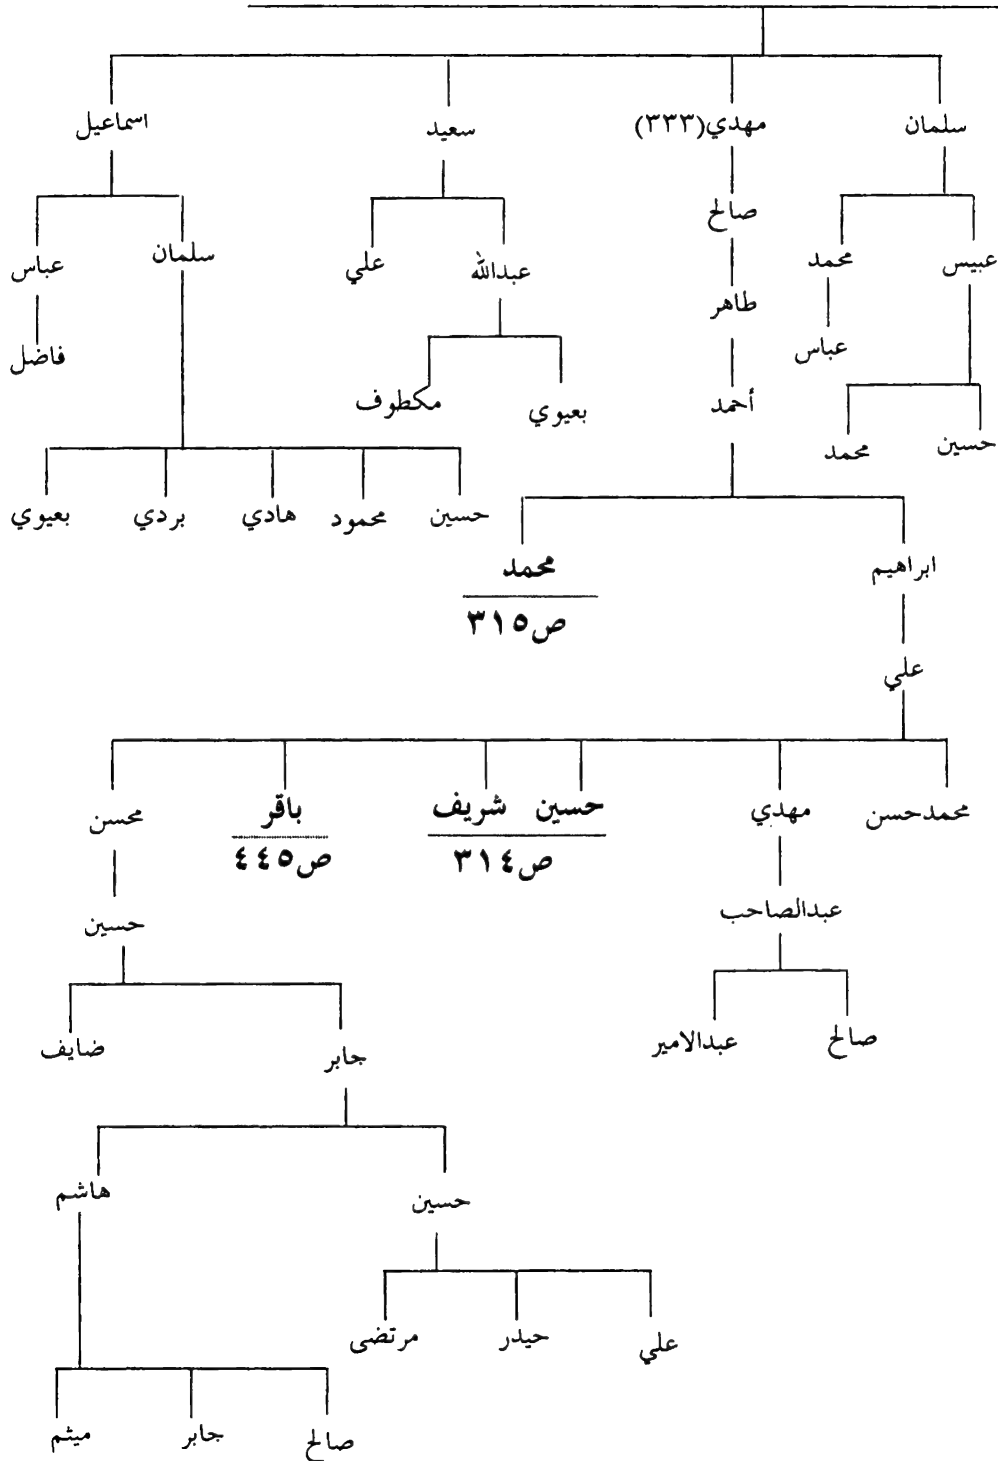 سلمان مهدي(٣٣٣) سعيد اسماعيل
صالح
عبيس محمد عبدالله علي سلمان عباس
طاهر
عباس فاضل
أحمد بعيوي مكطوف
حسين محمد
حسين محمود هادي بردي بعيوي
ابراهيم محمد
ص٣١٥
علي
محمدحسن مهدي حسين شريف باقر محسن
ص٣١٤ ص٤٤٥
عبدالصاحب حسين
صالح عبدالامير جابر ضايف
حسين هاشم
علي حيدر مرتضى
صالح جابر ميثم